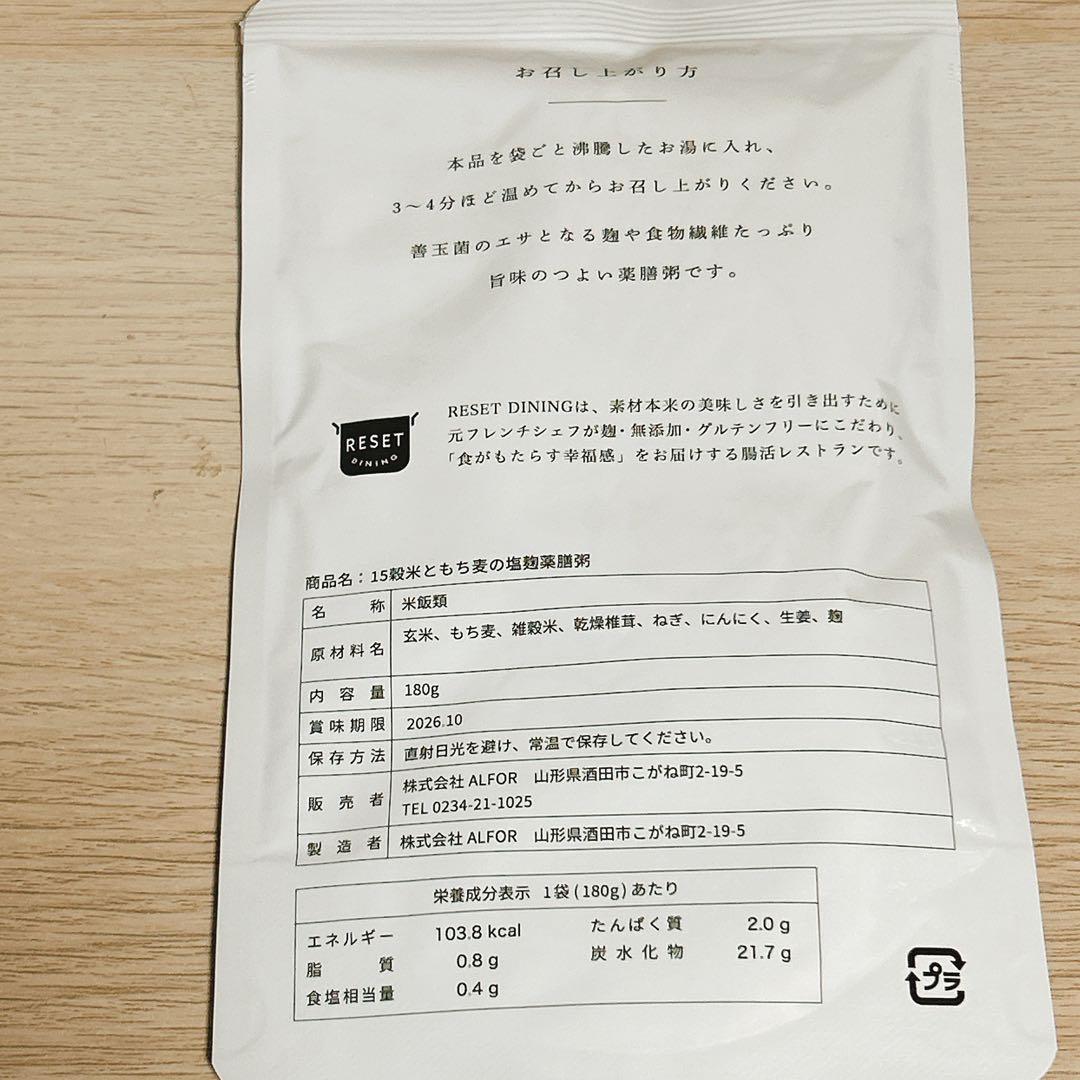 お召し上がり方
本品を袋ごと沸騰したお湯に入れ、
3〜4分ほど温めてからお召し上がりください。
善玉菌のエサとなる麹や食物繊維たっぷり
旨味のつよい薬膳粥です。
RESET
DINING
RESET DININGは、素材本来の美味しさを引き出すために
元フレンチシェフが麹・無添加・グルテンフリーにこだわり、
「食がもたらす幸福感」をお届けする腸活レストランです。
商品名：15穀米ともち麦の塩麹薬膳粥
名称 米飯類
原材料名 玄米、もち麦、雑穀米、乾燥椎茸、ねぎ、にんにく、生姜、麹
内容量 180g
賞味期限 2026.10
保存方法 直射日光を避け、常温で保存してください。
販売者 株式会社 ALFOR 山形県酒田市こがね町2-19-5
TEL 0234-21-1025
製造者 株式会社 ALFOR 山形県酒田市こがね町2-19-5
栄養成分表示 1袋(180g)あたり
エネルギー 103.8 kcal たんぱく質 2.0 g
脂質 0.8 g 炭水化物 21.7 g
食塩相当量 0.4 g
プラ